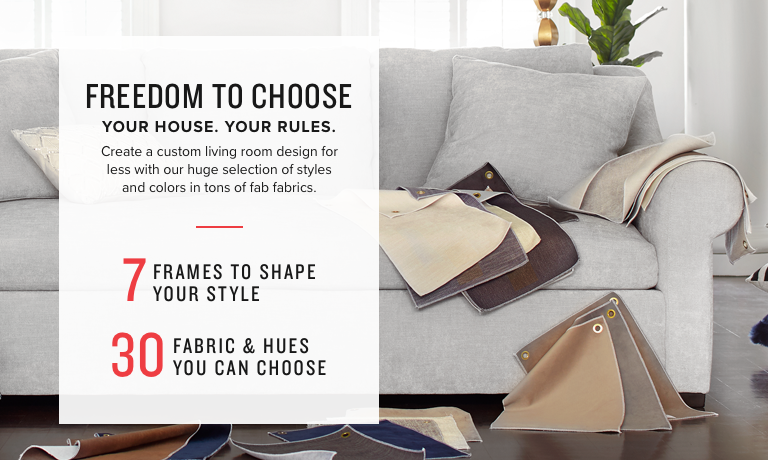 FREEDOM TO CHOOSE
YOUR HOUSE. YOUR RULES.
Create a custom living room design for
less with our huge selection of styles
and colors in tons of fab fabrics.
7 FRAMES TO SHAPE
YOUR STYLE
30 FABRIC & HUES
YOU CAN CHOOSE